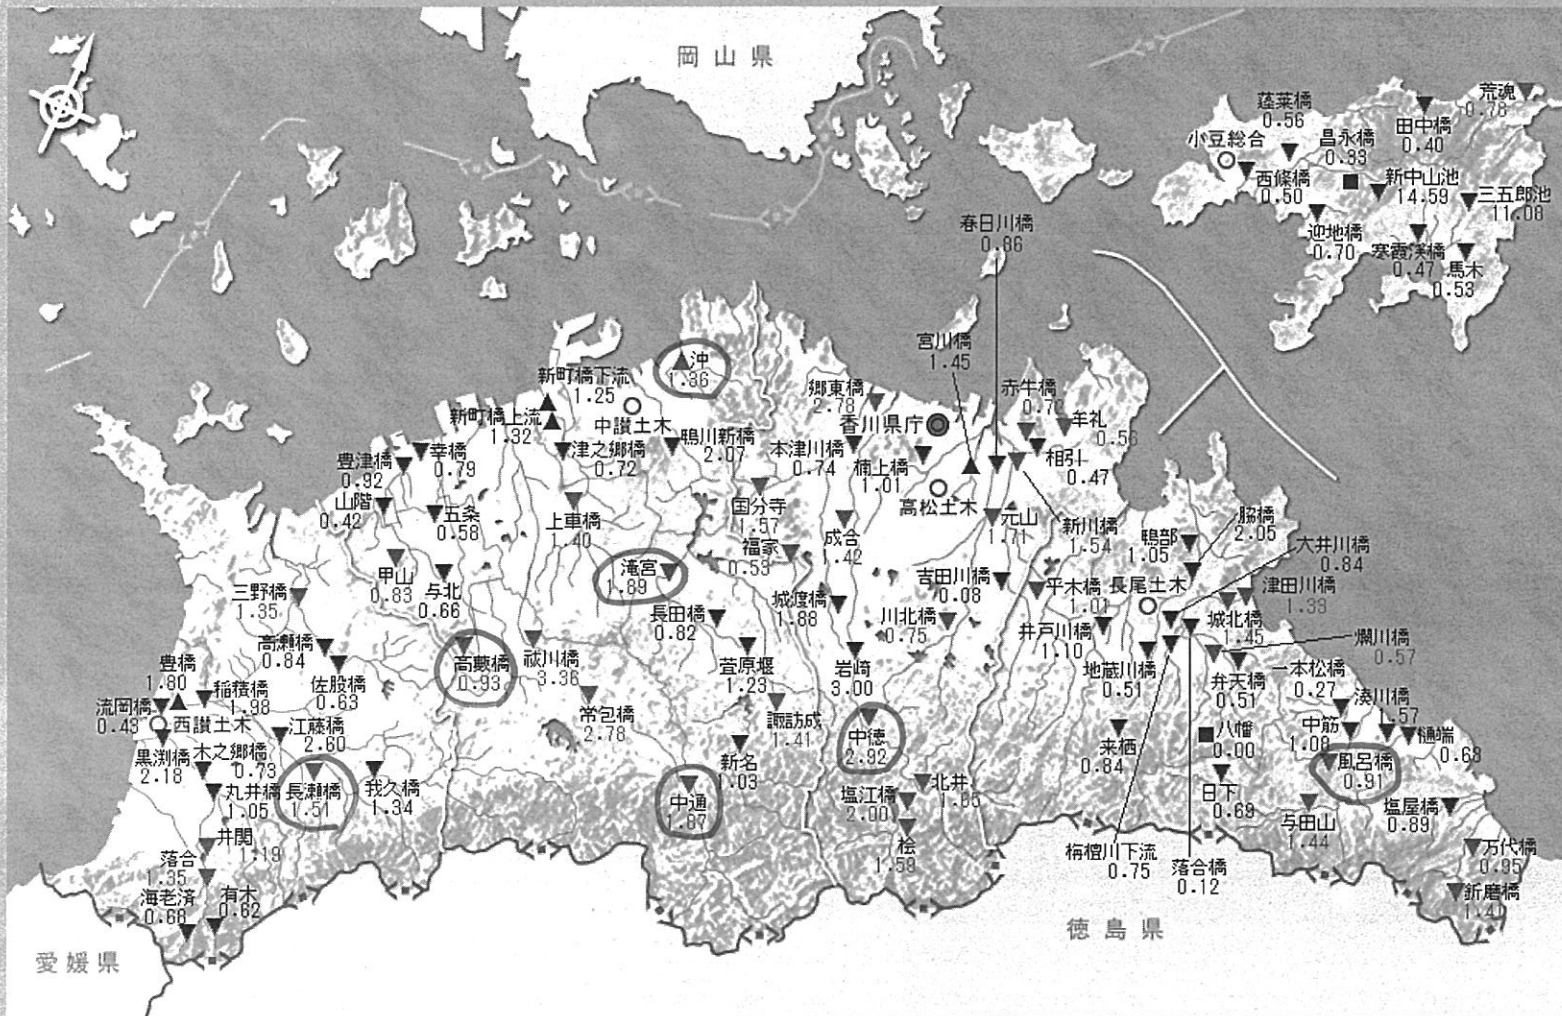 岡山県
荒魂
0.78
蓬莱橋
0.56
田中橋
0.40
小豆総合
昌永橋
0.33
西條橋
0.50
新中山池
14.59
三五郎池
11.08
迎地橋
0.70
寒霞渓橋
0.47
馬木
0.53
春日川橋
0.86
宮川橋
1.45
沖
1.36
新町橋下流
1.25
中讃土木
郷東橋
2.78
香川県庁
赤牛橋
牟礼
新町橋上流
1.32
津之郷橋
0.72
鴨川新橋
2.07
本津川橋
0.74
楠上橋
1.01
相引
0.47
幸橋
0.79
豊津橋
0.92
山階
0.42
五条
0.58
上車橋
1.40
国分寺
1.57
成合
.42
高松土木
元山
1.71
新川橋
1.54
鴨部
1.05
脇橋
2.05
大井川橋
0.84
甲山
0.83
与北
0.66
滝宮
1.89
福家
0.53
吉田川橋
0.08
平木橋
1.01
長尾土木
津田川橋
1.39
三野橋
1.35
長田橋
0.82
城渡橋
1.88
川北橋
0.75
井戸川橋
1.10
城北橋
1.45
爛川橋
0.57
高瀬橋
0.84
佐股橋
0.63
高藪橋
0.93
祓川橋
3.36
萱原堰
1.23
岩崎
3.00
地蔵川橋
0.51
弁天橋
0.51
一本松橋
0.27
湊川橋
.57
豊橋
1.80
稲積橋
1.98
流岡橋
0.43
西讃土木
江藤橋
2.60
常包橋
2.78
諏訪成
1.41
中徳
2.92
来栖
0.84
八幡
0.00
中筋
1.08
樋端
0.68
黒渕橋
2.18
木之郷橋
0.73
丸井橋
1.05
長瀬橋
1.51
我久橋
1.34
新名
1.03
中通
1.87
塩江橋
2.00
北井
1.85
日下
0.69
風呂橋
0.91
塩屋橋
0.89
与田山
1.44
井関
1.19
桧
1.59
栴檀川下流
0.75
落合橋
0.12
万代橋
0.95
落合
1.35
海老済
0.68
有木
0.62
折磨橋
1.41
愛媛県
徳島県